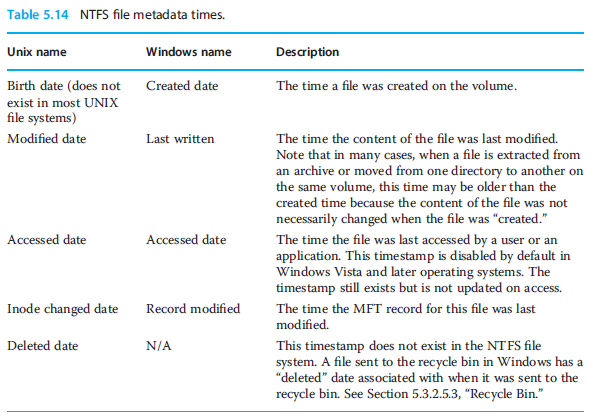 Table 5.14 NTFS file metadata times.
Unix name Windows name Description
Birth date (does not Created date The time a file was created on the volume.
exist in most UNIX
file systems)
Modified date Last written The time the content of the file was last modified.
Note that in many cases, when a file is extracted from
an archive or moved from one directory to another on
the same volume, this time may be older than the
created time because the content of the file was not
necessarily changed when the file was “created.”
Accessed date Accessed date The time the file was last accessed by a user or an
application. This timestamp is disabled by default in
Windows Vista and later operating systems. The
timestamp still exists but is not updated on access.
Inode changed date Record modified The time the MFT record for this file was last
modified.
Deleted date N/A This timestamp does not exist in the NTFS file
system. A file sent to the recycle bin in Windows has a
“deleted” date associated with when it was sent to the
recycle bin. See Section 5.3.2.5.3, “Recycle Bin.”